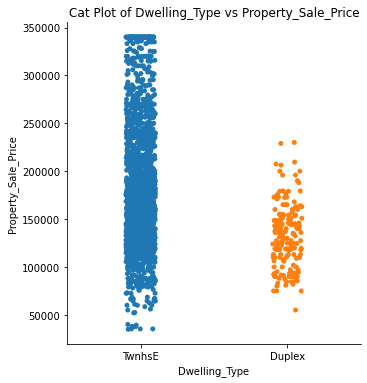 Cat Plot of Dwelling_Type vs Property_Sale_Price
350000
300000
250000
200000
150000
100000
50000
Property_Sale_Price
TwnhsE
Duplex
Dwelling_Type